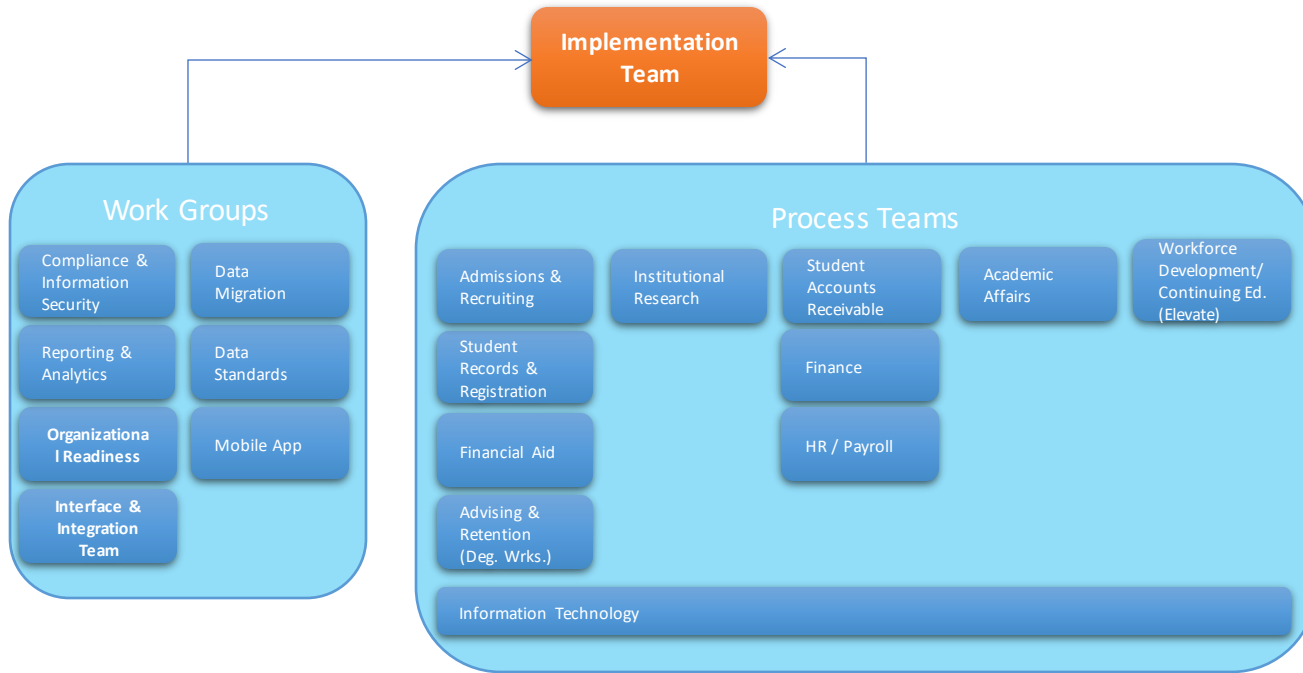 Implementation
Team
Work Groups
Compliance &
Information
Security
Data
Migration
Reporting &
Analytics
Data
Standards
Organizationa
l Readiness
Mobile App
Interface &
Integration
Team
Process Teams
Admissions &
Recruiting
Institutional
Research
Student
Accounts
Receivable
Academic
Affairs
Workforce
Development/
Continuing Ed.
(Elevate)
Student
Records &
Registration
Finance
Financial Aid
HR / Payroll
Advising &
Retention
(Deg. Wrks.)
Information Technology